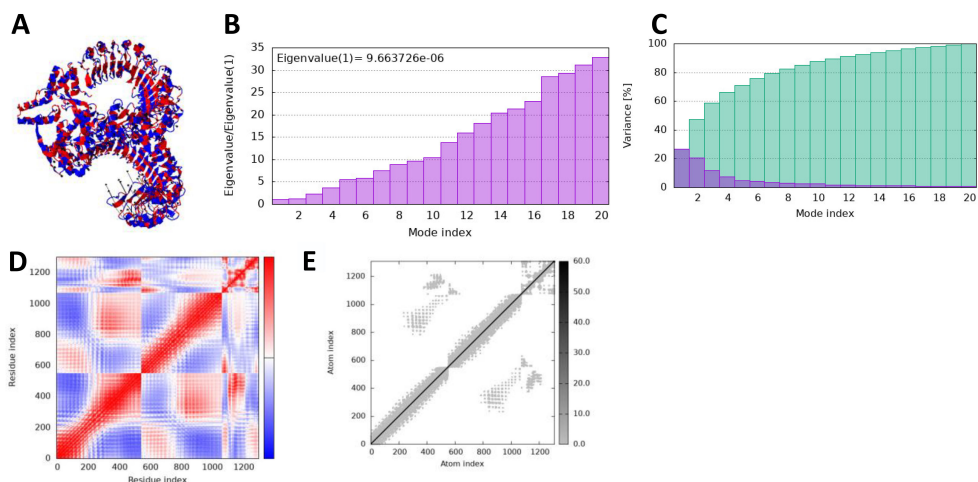 A
B
Eigenvalue(1)= 9.663726e-06
Eigenvalue/Eigenvalue(1)
35
30
25
20
15
10
5
0
2 4 6 8 10 12 14 16 18 20
Mode index
C
Variance [%]
100
80
60
40
20
0
2 4 6 8 10 12 14 16 18 20
Mode index
D
Residue index
1200
1000
800
600
400
200
0
0 200 400 600 800 1000 1200
Residue index
E
Atom index
1200
1000
800
600
400
200
0
0 200 400 600 800 1000 1200
Atom index
60.0
50.0
40.0
30.0
20.0
10.0
0.0